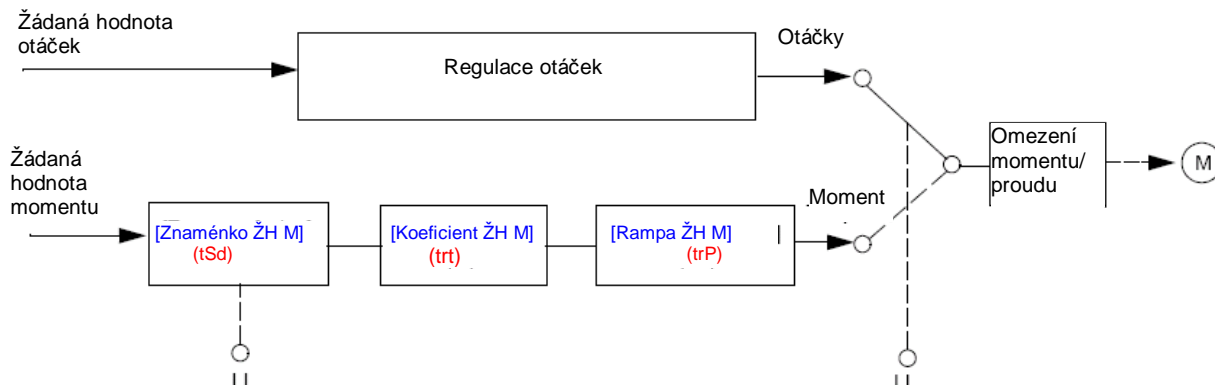 Žádaná hodnota
otáček
Regulace otáček
Otáčky
Žádaná
hodnota
momentu
[Znaménko ŽH M]
(tSd)
[Koeficient ŽH M]
(trt)
[Rampa ŽH M]
(trP)
Moment
Omezení
momentu/
proudu
M